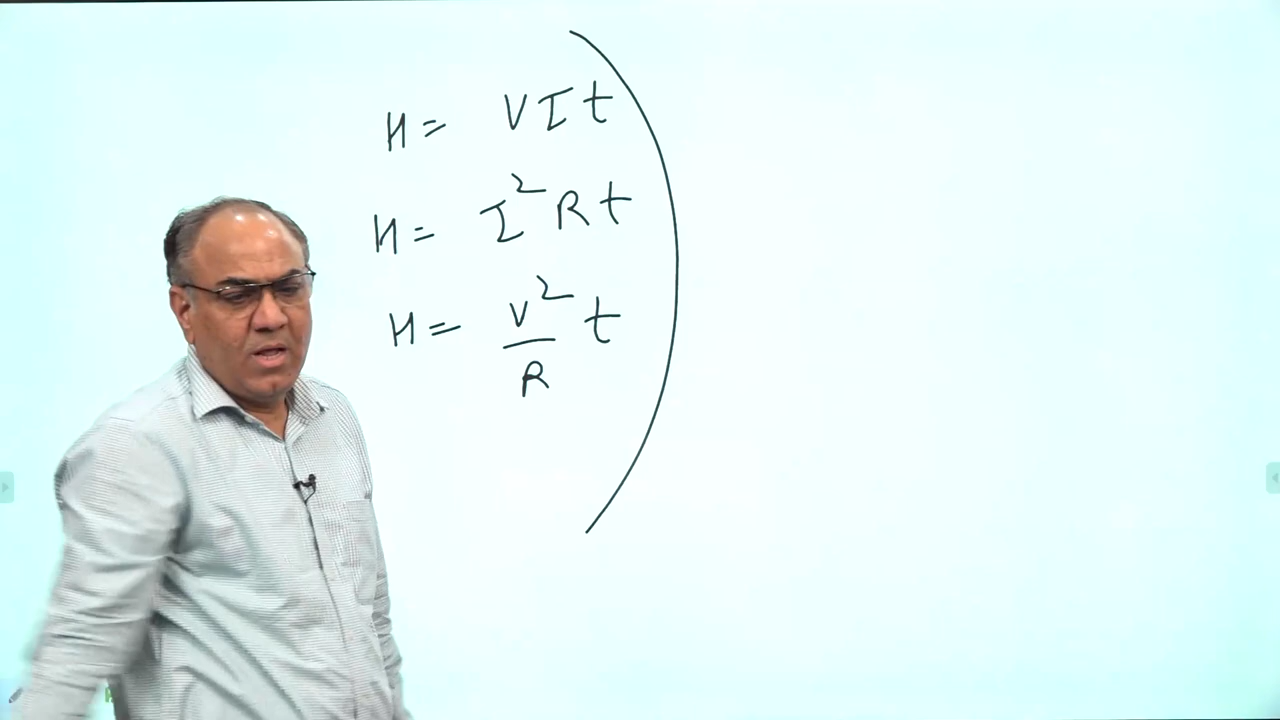 H = VIt
H = I²Rt
H = V²/R t